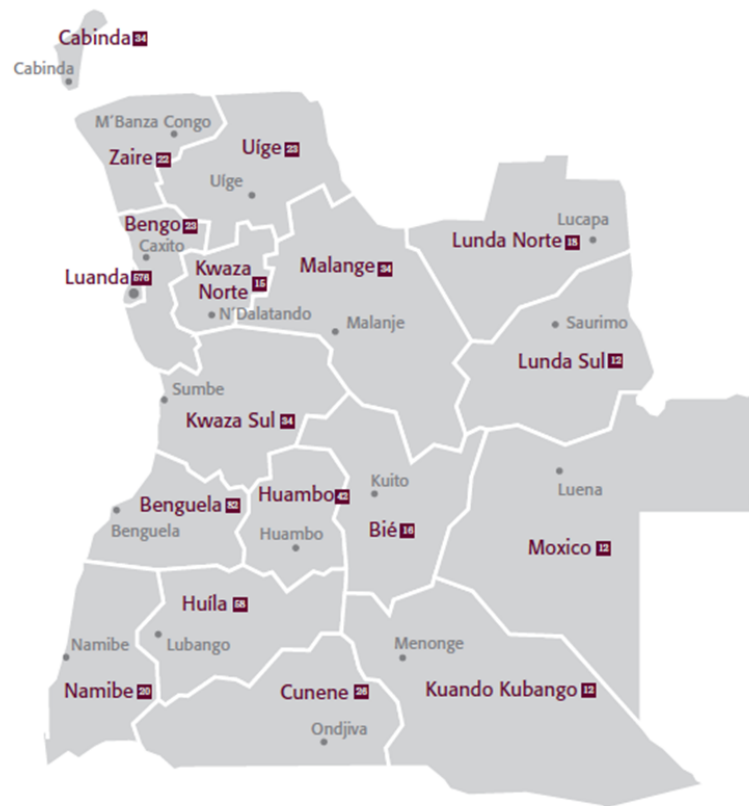 Cabinda 34
Cabinda
M´Banza Congo
Zaire 22
Uíge 23
Uíge
Bengo 23
Caxito
Luanda 576
Kwaza
Norte 15
N´Dalatando
Malange 34
Malanje
Lucapa
Lunda Norte 18
Saurimo
Lunda Sul 12
Sumbe
Kwaza Sul 34
Benguela 82
Benguela
Huambo 42
Huambo
Kuito
Bié 16
Luena
Moxico 12
Huíla 58
Lubango
Namibe
Namibe 20
Cunene 26
Ondjiva
Menonge
Kuando Kubango 12